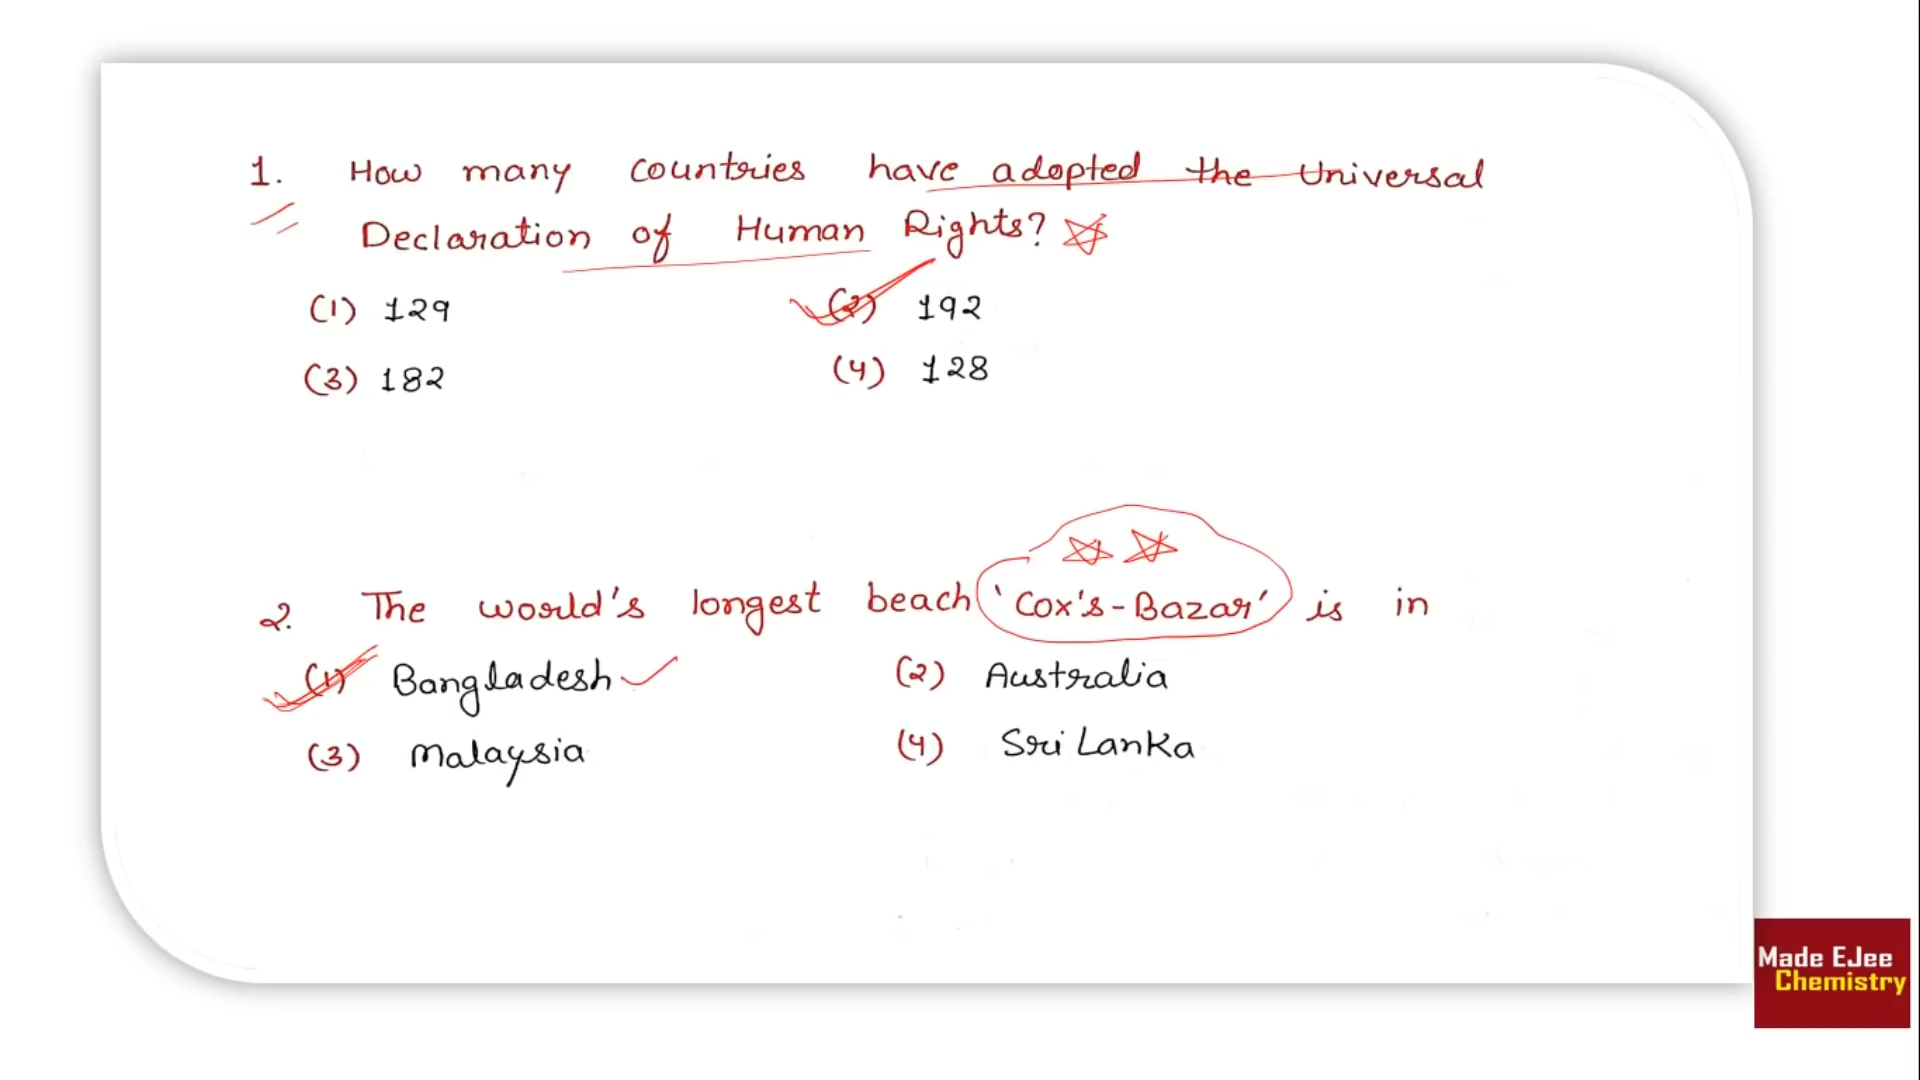 1. How many countries have adopted the Universal
Declaration of Human Rights?
(1) 129 (2) 192
(3) 182 (4) 128
2. The world's longest beach 'Cox's-Bazar' is in
(1) Bangladesh (2) Australia
(3) Malaysia (4) Sri Lanka
Made EJee
Chemistry